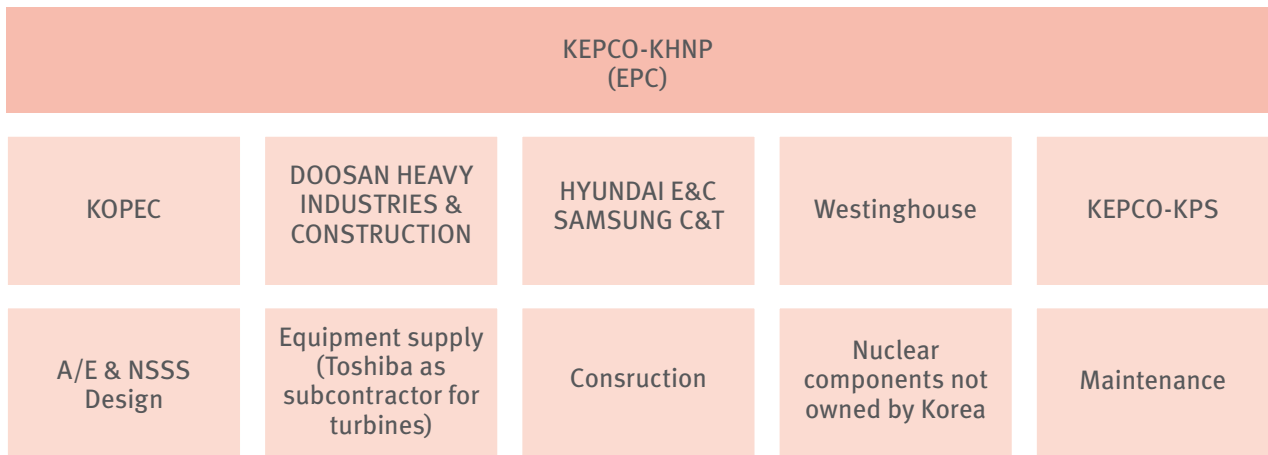 KEPCO-KHNP
(EPC)
KOPEC
DOOSAN HEAVY
INDUSTRIES &
CONSTRUCTION
HYUNDAI E&C
SAMSUNG C&T
Westinghouse
KEPCO-KPS
A/E & NSSS
Design
Equipment supply
(Toshiba as
subcontractor for
turbines)
Consruction
Nuclear
components not
owned by Korea
Maintenance